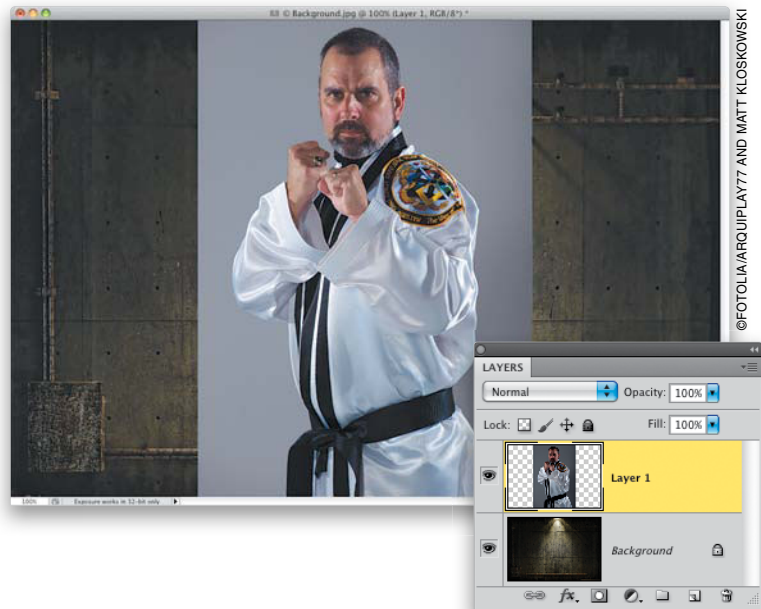 © Background.jpg @ 100% (Layer 1, RGB/8*) *
©FOTOLIA/ARQUIPLAY77 AND MATT KLOSKOWSKI
100%
Exposure works in 32-bit only
LAYERS
Normal
Opacity: 100%
Lock:
Fill: 100%
Layer 1
Background
fx